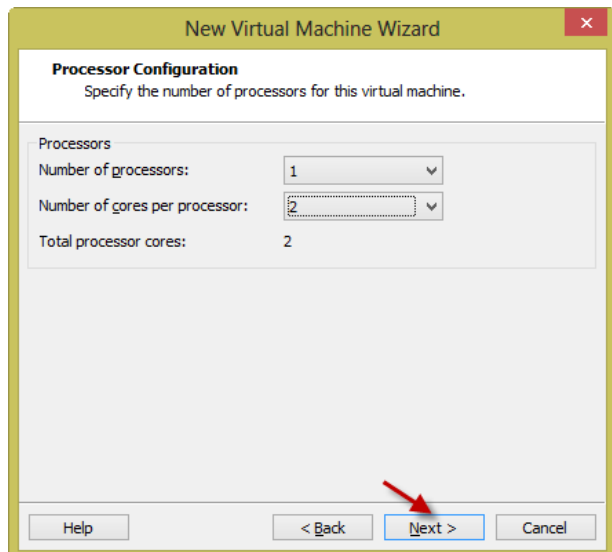 New Virtual Machine Wizard
Processor Configuration
Specify the number of processors for this virtual machine.
Processors
Number of processors: 1
Number of cores per processor: 2
Total processor cores: 2
Help < Back Next > Cancel